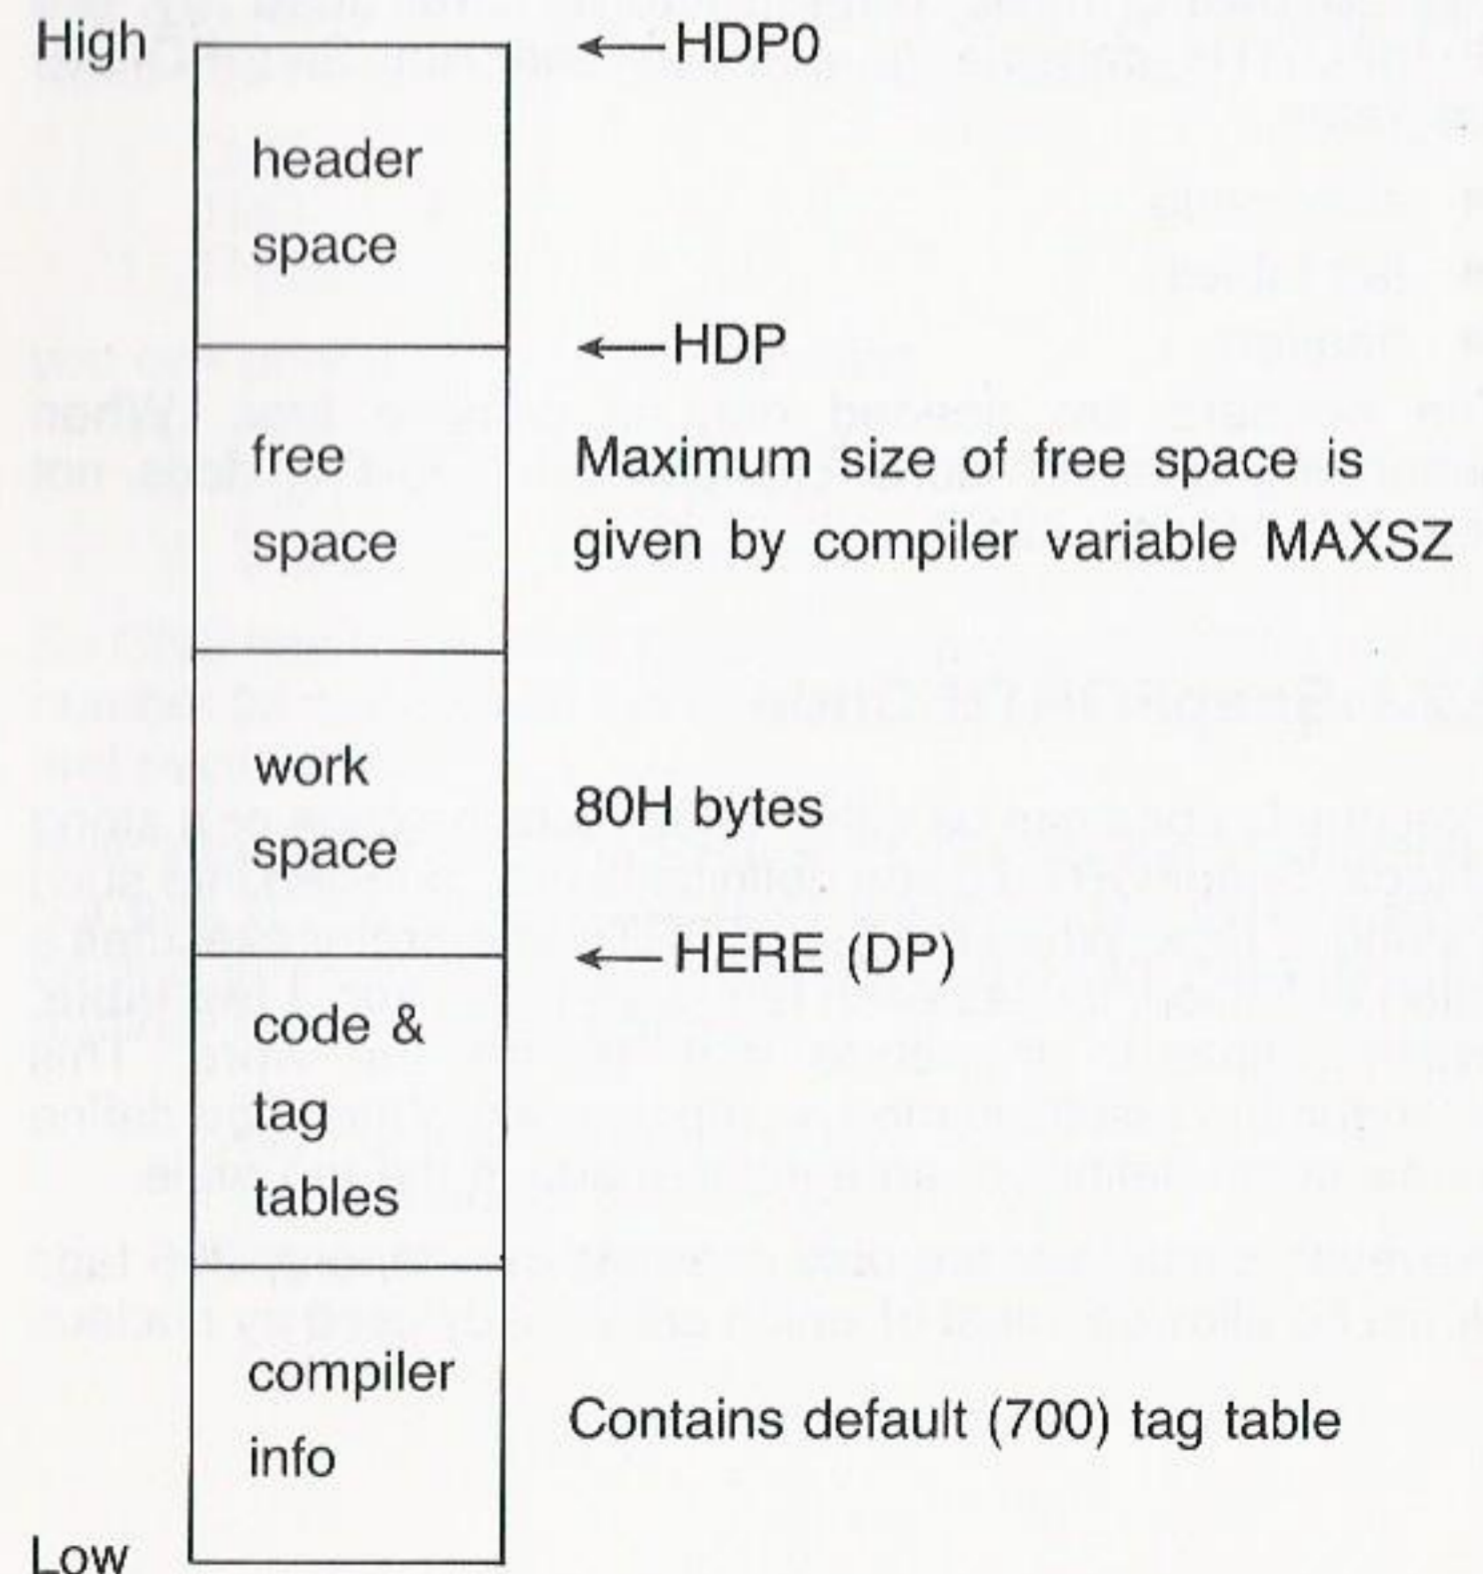 High
HDP0
header
space
HDP
free
space
Maximum size of free space is
given by compiler variable MAXSZ
work
space
80H bytes
HERE (DP)
code &
tag
tables
compiler
info
Contains default (700) tag table
Low